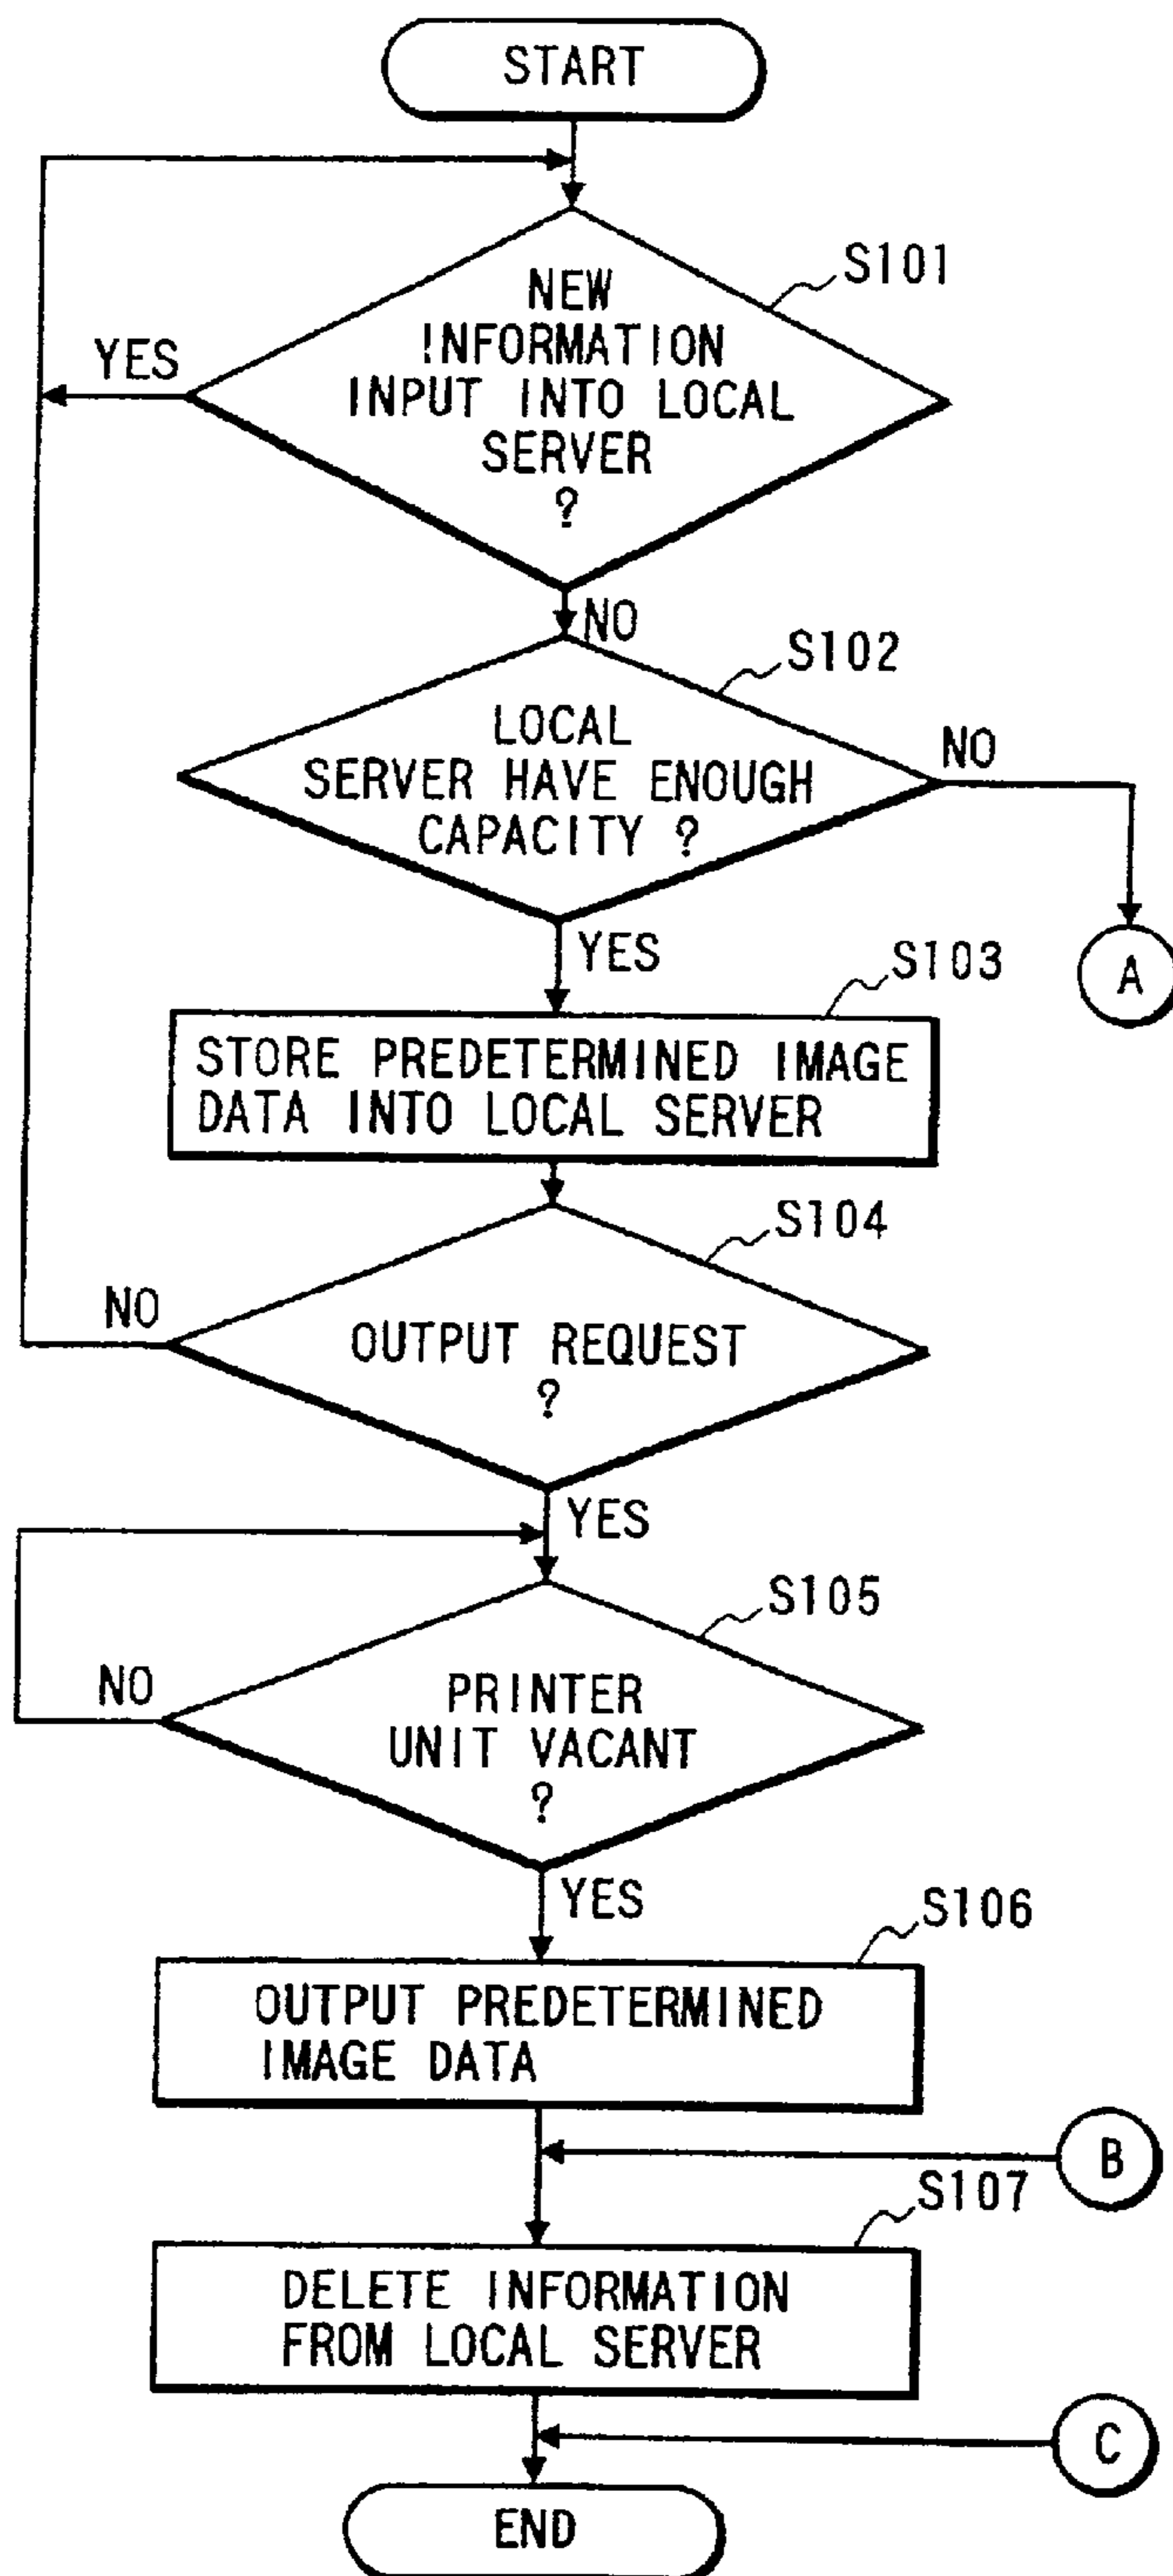 START
S101
NEW
INFORMATION
INPUT INTO LOCAL
SERVER
?
YES
NO
S102
LOCAL
SERVER HAVE ENOUGH
CAPACITY ?
NO
YES
A
S103
STORE PREDETERMINED IMAGE
DATA INTO LOCAL SERVER
S104
NO
OUTPUT REQUEST
?
YES
S105
NO
PRINTER
UNIT VACANT
?
YES
S106
OUTPUT PREDETERMINED
IMAGE DATA
B
S107
DELETE INFORMATION
FROM LOCAL SERVER
C
END